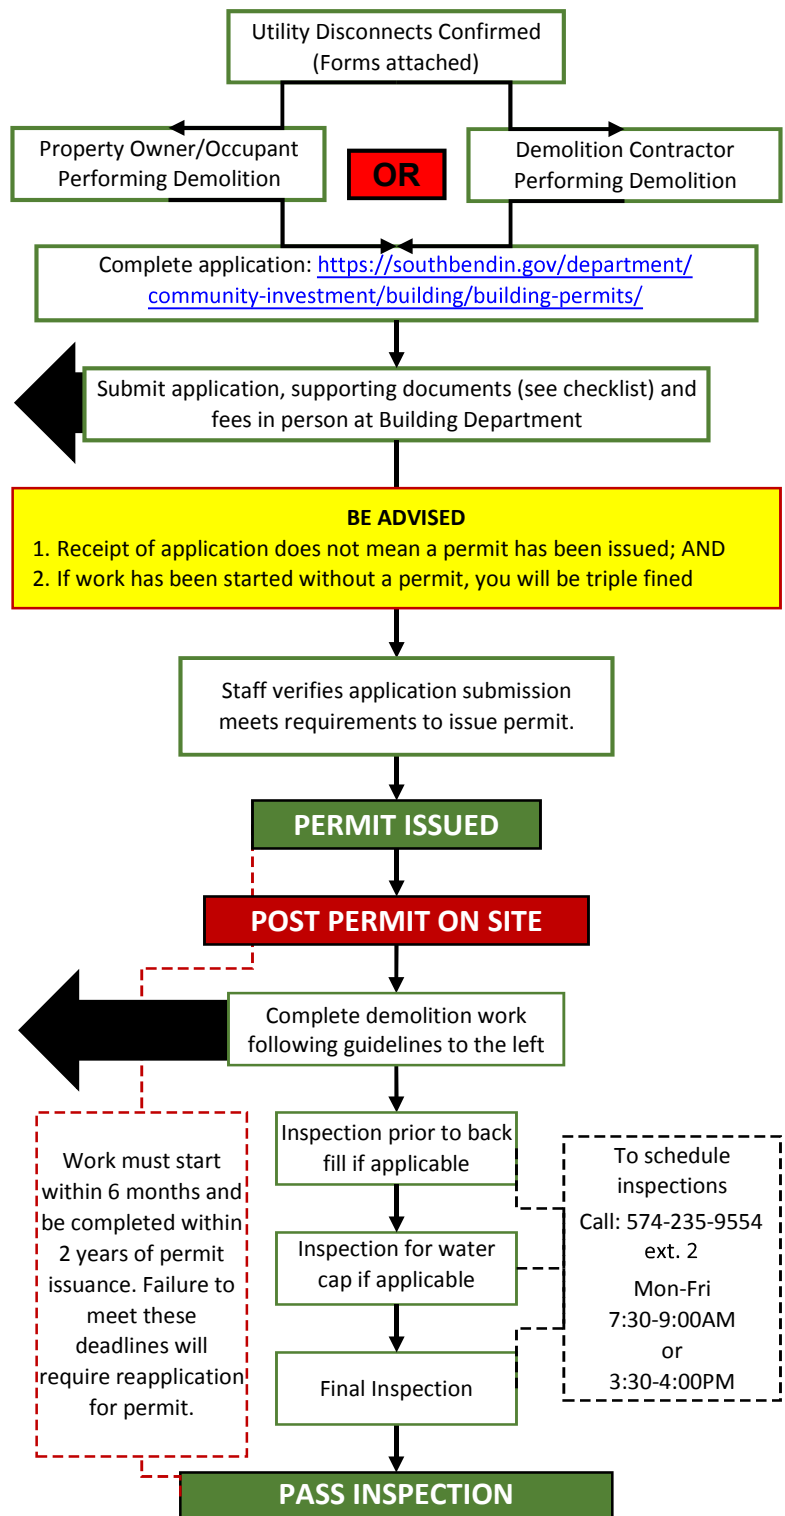 Utility Disconnects Confirmed
(Forms attached)
Property Owner/Occupant
Performing Demolition
OR
Demolition Contractor
Performing Demolition
Complete application: https://southbendin.gov/department/
community-investment/building/building-permits/
Submit application, supporting documents (see checklist) and
fees in person at Building Department
BE ADVISED
1. Receipt of application does not mean a permit has been issued; AND
2. If work has been started without a permit, you will be triple fined
Staff verifies application submission
meets requirements to issue permit.
PERMIT ISSUED
POST PERMIT ON SITE
Complete demolition work
following guidelines to the left
Work must start
within 6 months and
be completed within
2 years of permit
issuance. Failure to
meet these
deadlines will
require reapplication
for permit.
Inspection prior to back
fill if applicable
Inspection for water
cap if applicable
Final Inspection
To schedule
inspections
Call: 574-235-9554
ext. 2
Mon-Fri
7:30-9:00AM
or
3:30-4:00PM
PASS INSPECTION